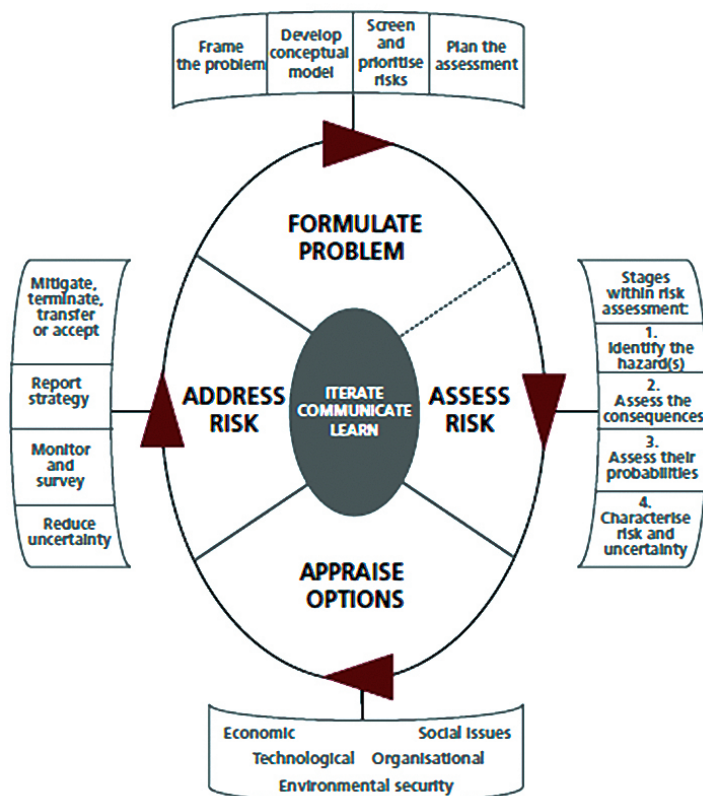 Frame
the problem
Develop
conceptual
model
Screen
and
prioritise
risks
Plan the
assessment
FORMULATE
PROBLEM
Mitigate,
terminate,
transfer
or accept
Report
strategy
Monitor
and
survey
Reduce
uncertainty
ADDRESS
RISK
ITERATE
COMMUNICATE
LEARN
ASSESS
RISK
Stages
within risk
assessment:
1.
Identify the
hazard(s)
2.
Assess the
consequences
3.
Assess their
probabilities
4.
Characterise
risk and
uncertainty
APPRAISE
OPTIONS
Economic Social issues
Technological Organisational
Environmental security